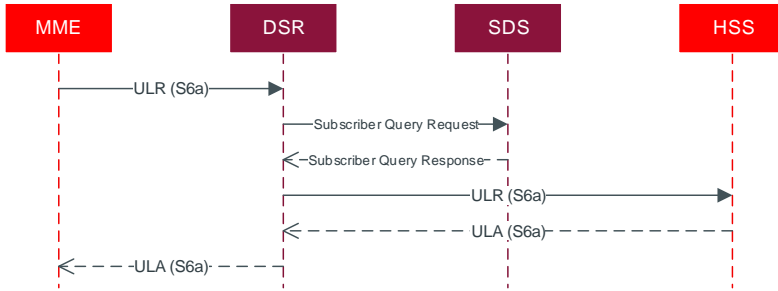 MME
DSR
SDS
HSS
ULR (S6a)
Subscriber Query Request
Subscriber Query Response
ULR (S6a)
ULA (S6a)
ULA (S6a)